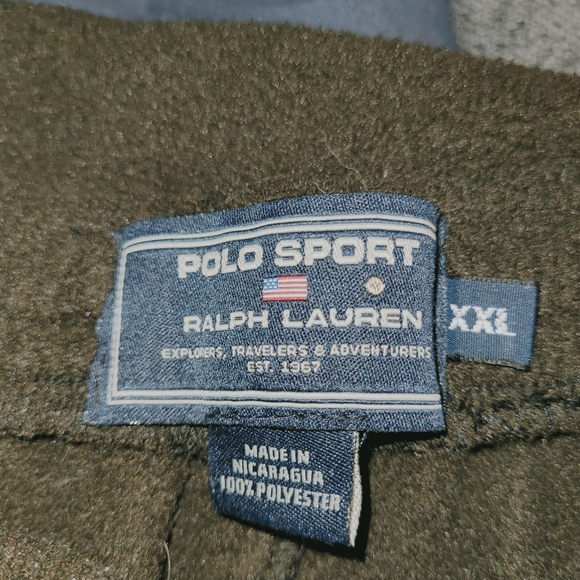 POLO SPORT
RALPH LAUREN
EXPLORERS, TRAVELERS & ADVENTURERS
EST. 1967
XXL
MADE IN
NICARAGUA
100% POLYESTER